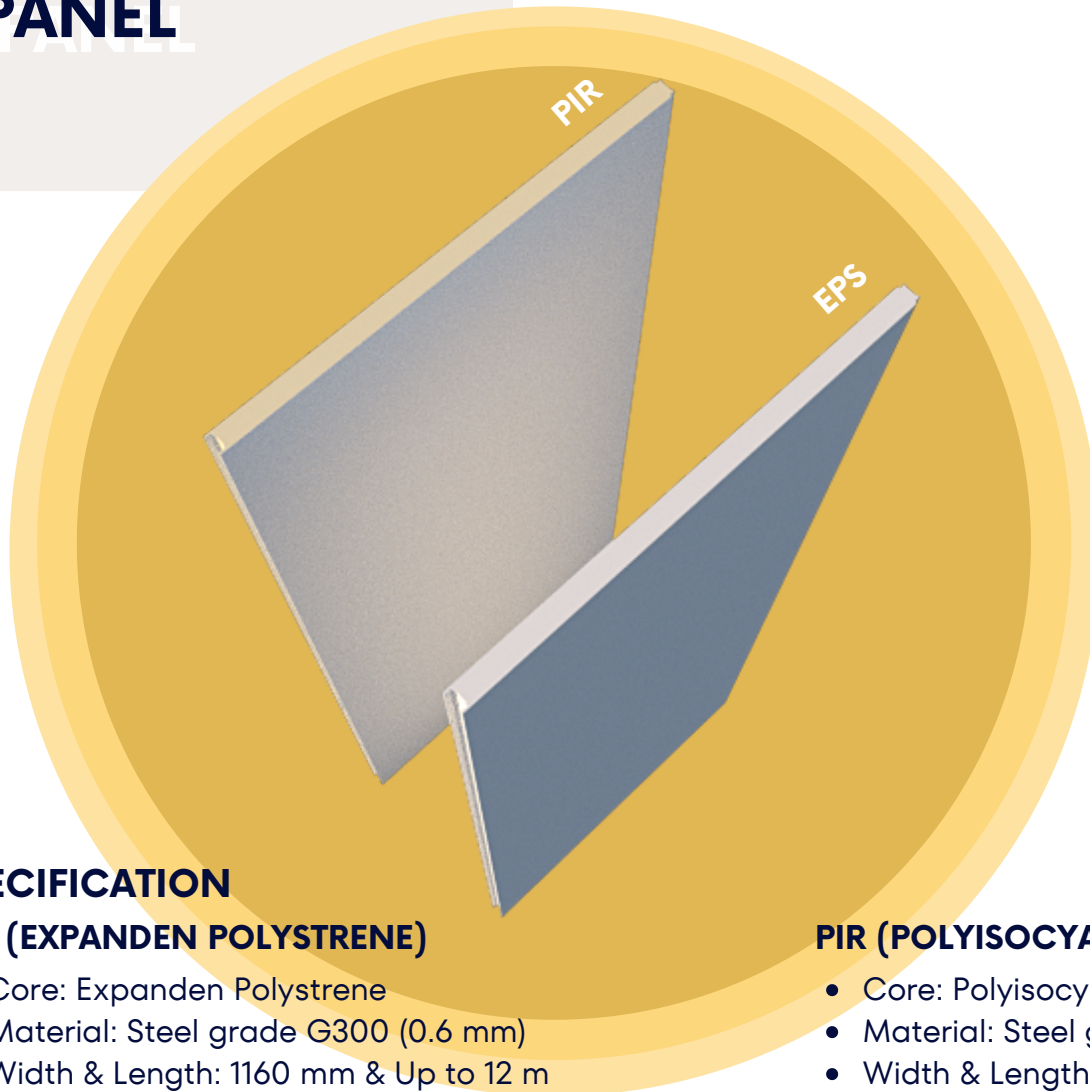 PANEL
PANEL
PIR
EPS
ECIFICATION
(EXPANDEN POLYSTRENE)
Core: Expanden Polystrene
Material: Steel grade G300 (0.6 mm)
Width & Length: 1160 mm & Up to 12 m
PIR (POLYISOCYA
• Core: Polyisocy
• Material: Steel g
• Width & Length